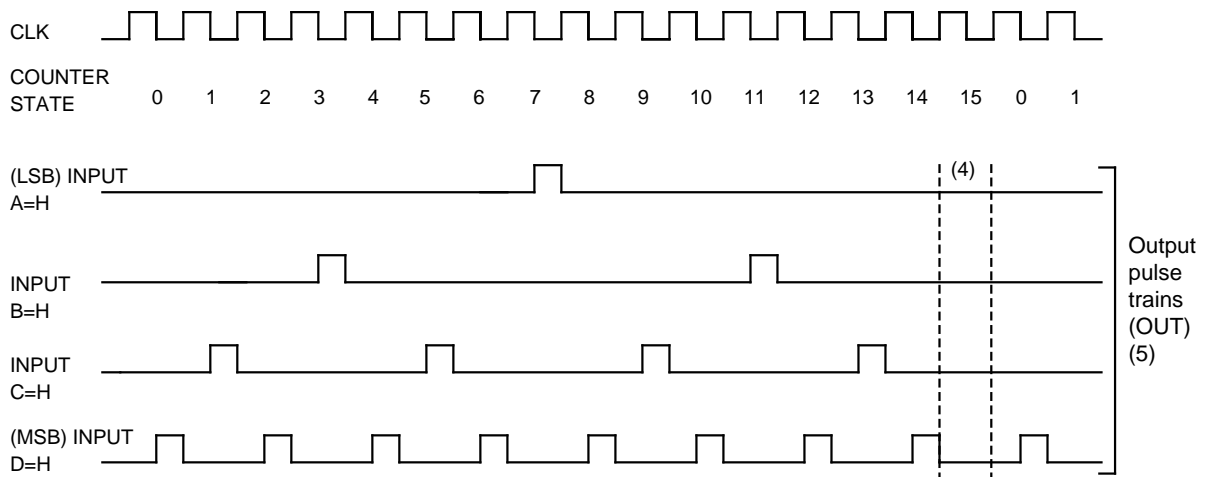 CLK
COUNTER
STATE
0 1 2 3 4 5 6 7 8 9 10 11 12 13 14 15 0 1
(LSB) INPUT
A=H
(4)
INPUT
B=H
INPUT
C=H
(MSB) INPUT
D=H
Output
pulse
trains
(OUT)
(5)